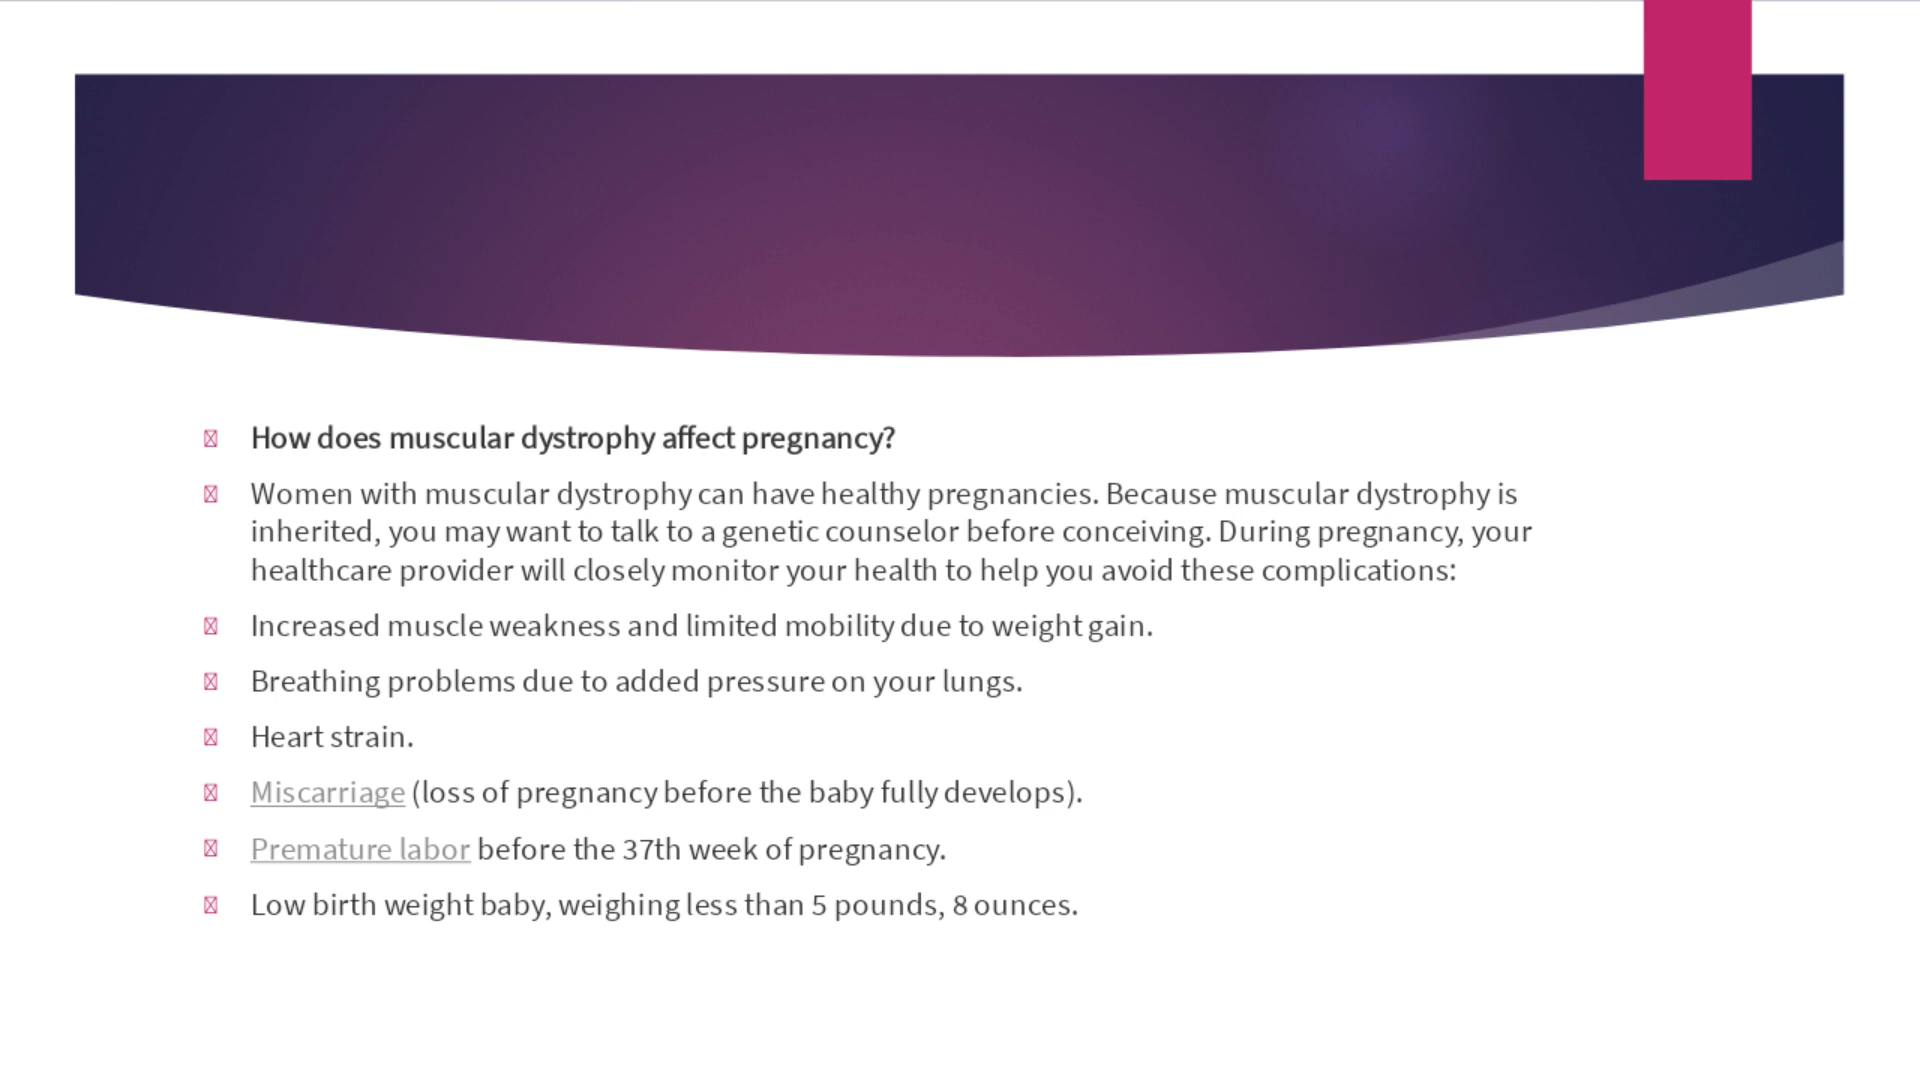 How does muscular dystrophy affect pregnancy?
Women with muscular dystrophy can have healthy pregnancies. Because muscular dystrophy is
inherited, you may want to talk to a genetic counselor before conceiving. During pregnancy, your
healthcare provider will closely monitor your health to help you avoid these complications:
Increased muscle weakness and limited mobility due to weight gain.
Breathing problems due to added pressure on your lungs.
Heart strain.
Miscarriage (loss of pregnancy before the baby fully develops).
Premature labor before the 37th week of pregnancy.
Low birth weight baby, weighing less than 5 pounds, 8 ounces.